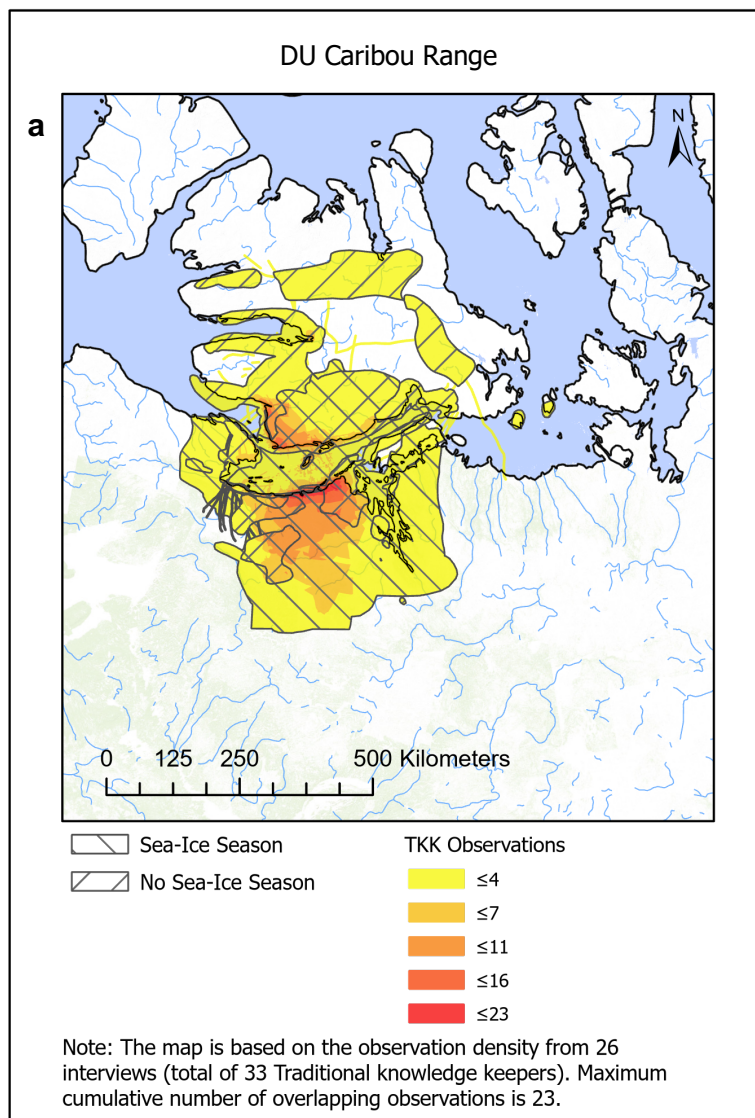 DU Caribou Range
a
N
0 125 250 500 Kilometers
Sea-Ice Season
No Sea-Ice Season
TKK Observations
≤4
≤7
≤11
≤16
≤23
Note: The map is based on the observation density from 26
interviews (total of 33 Traditional knowledge keepers). Maximum
cumulative number of overlapping observations is 23.